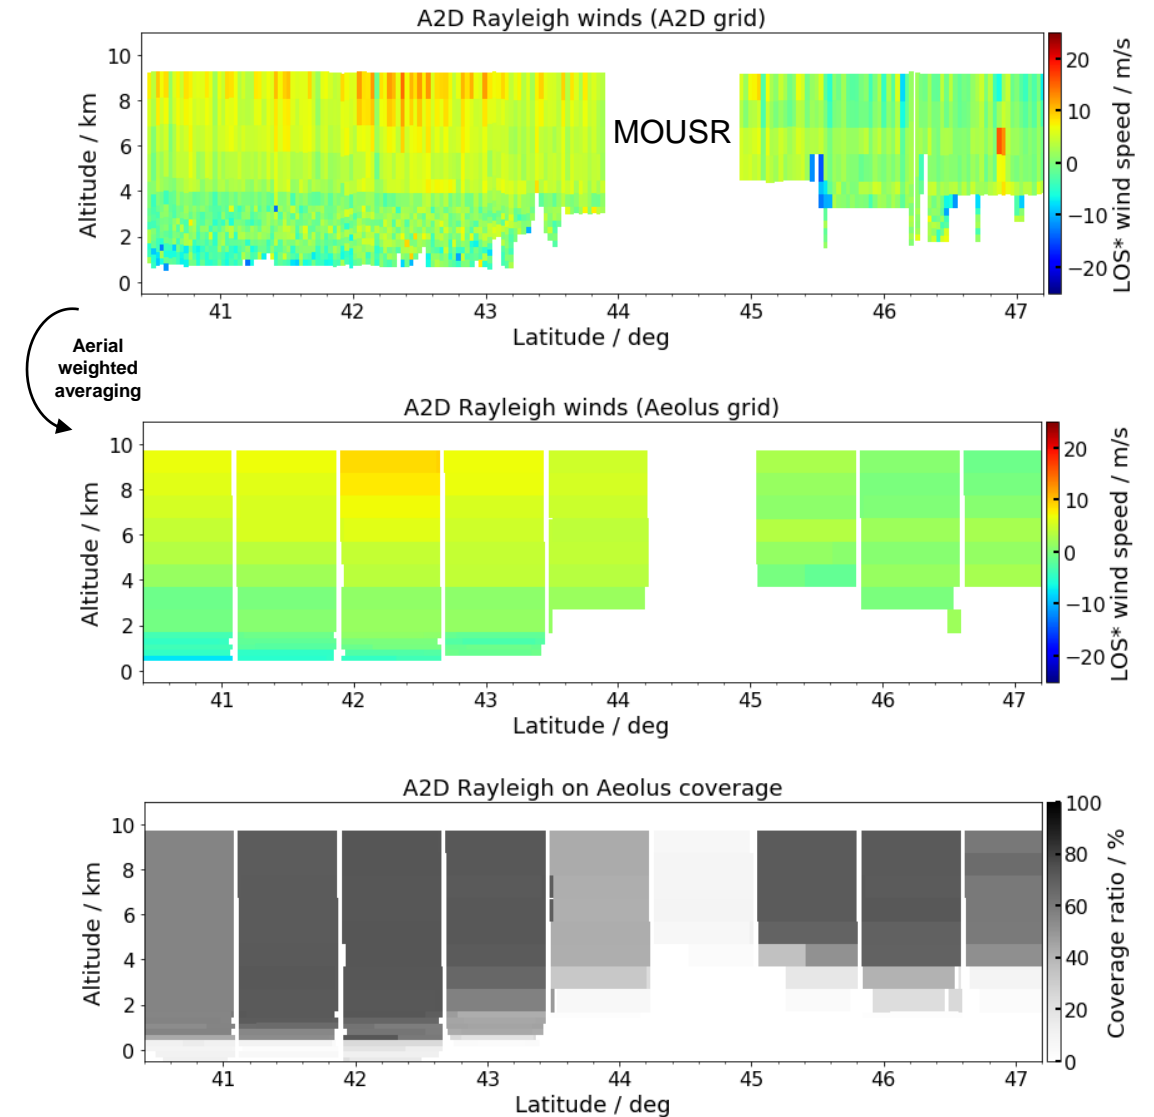 A2D Rayleigh winds (A2D grid)
10
8
6
4
2
0
Altitude / km
MOUSR
20
10
0
−10
−20
LOS* wind speed / m/s
41 42 43 44 45 46 47
Latitude / deg
Aerial
weighted
averaging
A2D Rayleigh winds (Aeolus grid)
10
8
6
4
2
0
Altitude / km
20
10
0
−10
−20
LOS* wind speed / m/s
41 42 43 44 45 46 47
Latitude / deg
A2D Rayleigh on Aeolus coverage
10
8
6
4
2
0
Altitude / km
100
80
60
40
20
0
Coverage ratio / %
41 42 43 44 45 46 47
Latitude / deg